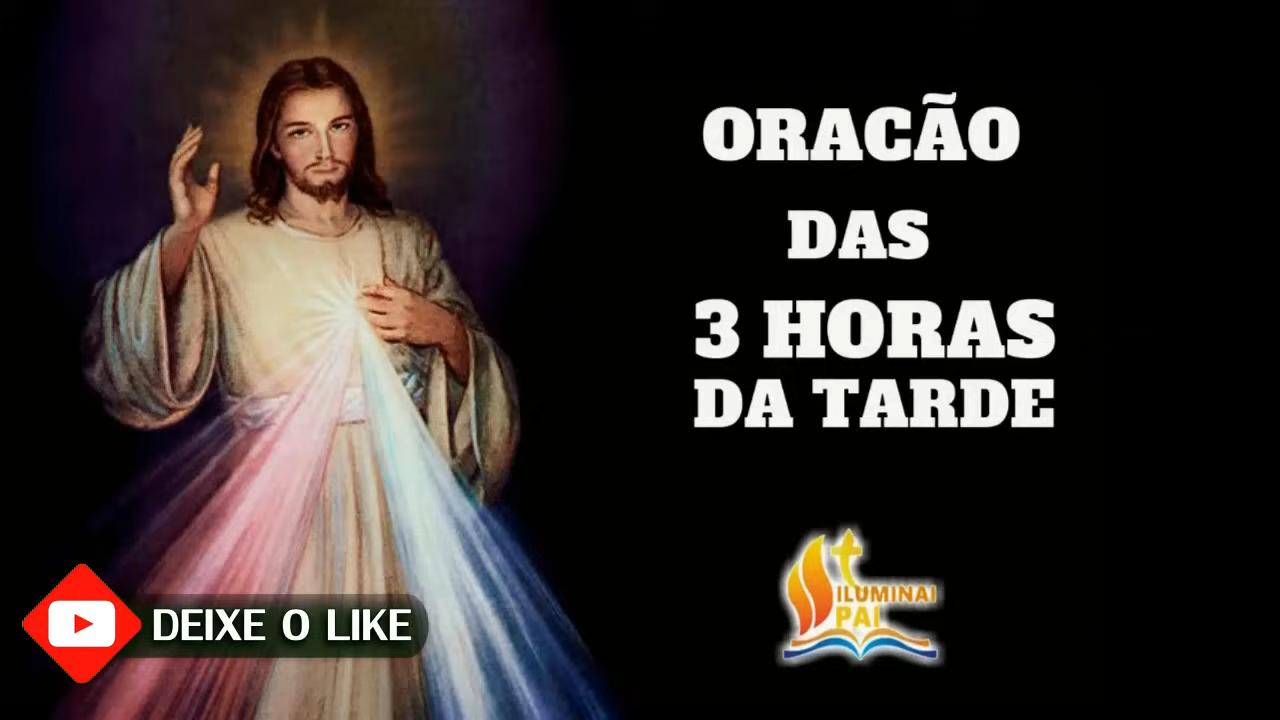 ORACÃO
DAS
3 HORAS
DA TARDE
ILUMINAI
PAI
DEIXE O LIKE